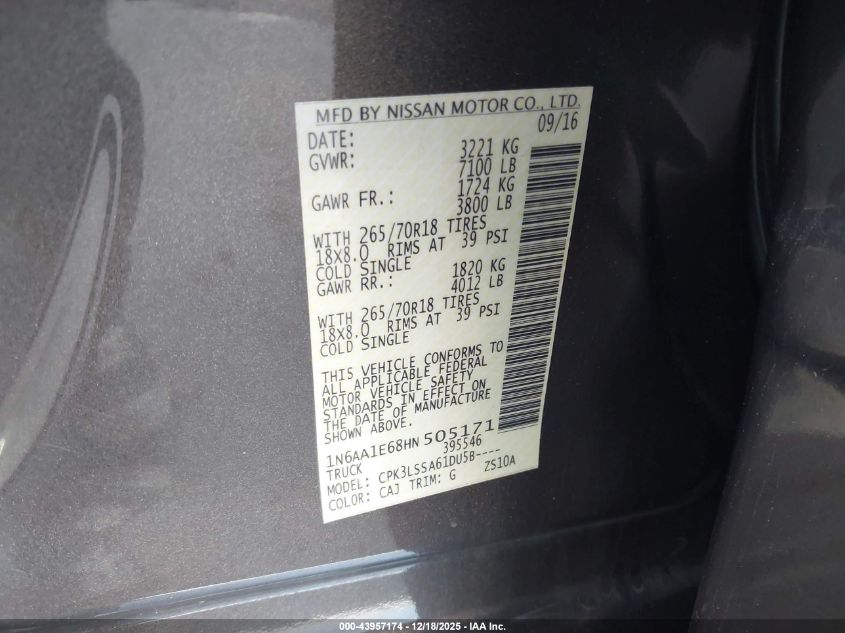 MFD BY NISSAN MOTOR CO., LTD.
DATE: 09/16
GVWR: 3221 KG
7100 LB
GAWR FR.: 1724 KG
3800 LB
WITH 265/70R18 TIRES
18X8.0 RIMS AT 39 PSI
COLD SINGLE
GAWR RR.: 1820 KG
4012 LB
WITH 265/70R18 TIRES
18X8.0 RIMS AT 39 PSI
COLD SINGLE
THIS VEHICLE CONFORMS TO
ALL APPLICABLE FEDERAL
MOTOR VEHICLE SAFETY
STANDARDS IN EFFECT ON
THE DATE OF MANUFACTURE
SHOWN ABOVE.
1N6AA1E68HN505171
TRUCK 395546
MODEL: CPK3LSSA61DU5B----
COLOR: CAJ TRIM: G ZS10A
000-43957174 - 12/18/2025 - IAA Inc.